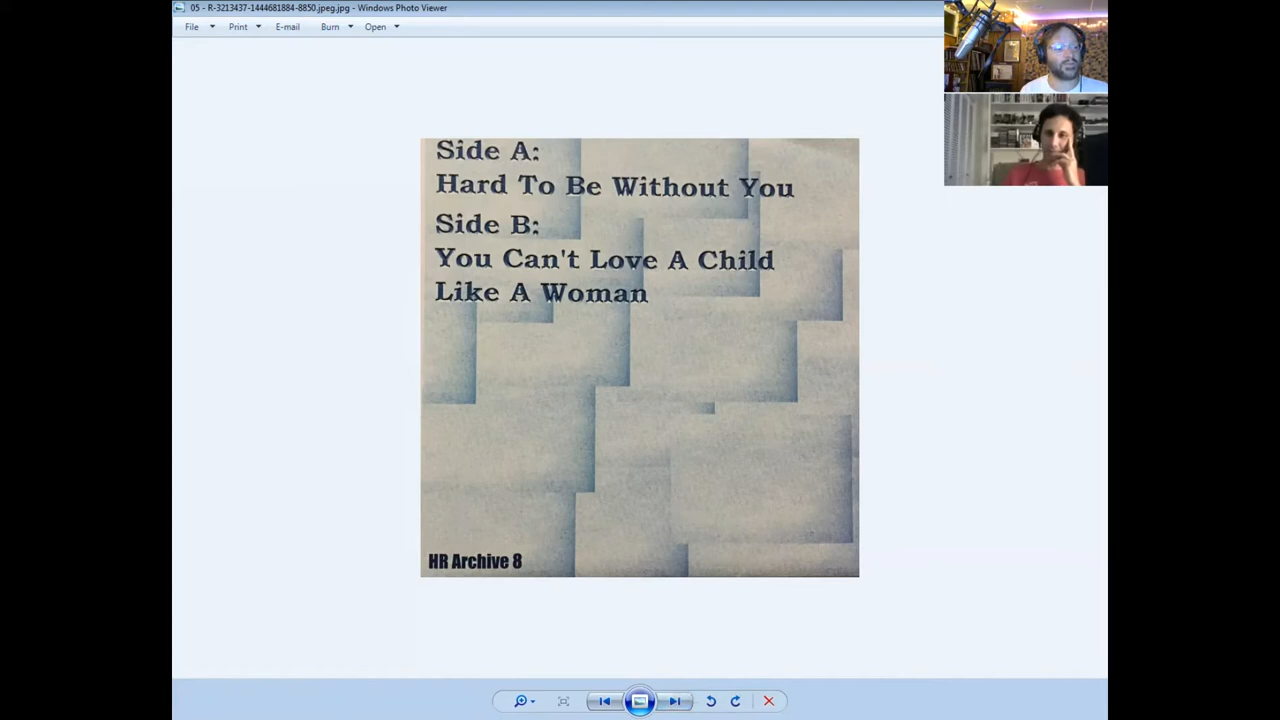 05 - R-3213437-1444681884-8850.jpeg.jpg - Windows Photo Viewer
File Print E-mail Burn Open
Side A:
Hard To Be Without You
Side B:
You Can't Love A Child
Like A Woman
HR Archive 8